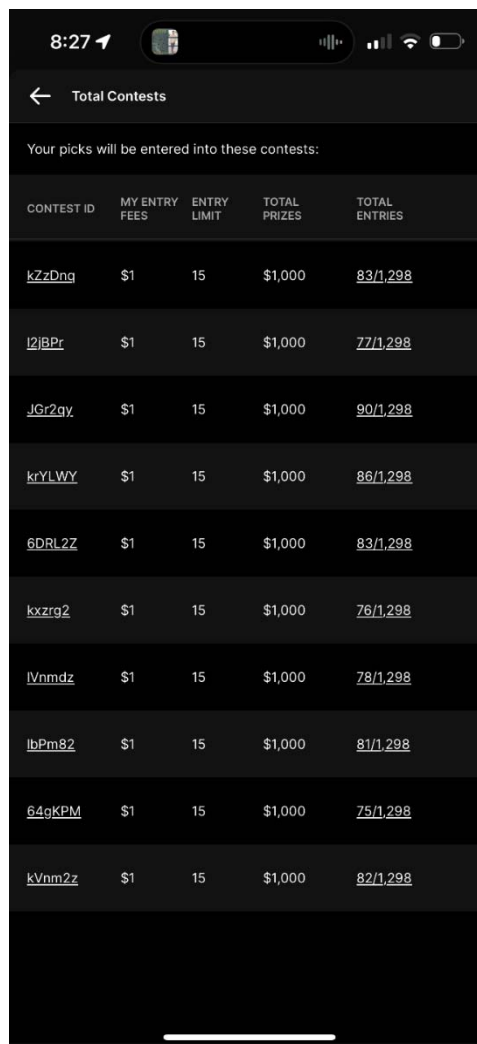 8:27
Total Contests
Your picks will be entered into these contests:
CONTEST ID MY ENTRY FEES ENTRY LIMIT TOTAL PRIZES TOTAL ENTRIES
kZzDnq $1 15 $1,000 83/1,298
l2jBPr $1 15 $1,000 77/1,298
JGr2qy $1 15 $1,000 90/1,298
krYLWY $1 15 $1,000 86/1,298
6DRL2Z $1 15 $1,000 83/1,298
kxzrg2 $1 15 $1,000 76/1,298
lVnmdz $1 15 $1,000 78/1,298
lbPm82 $1 15 $1,000 81/1,298
64gKPM $1 15 $1,000 75/1,298
kVnm2z $1 15 $1,000 82/1,298